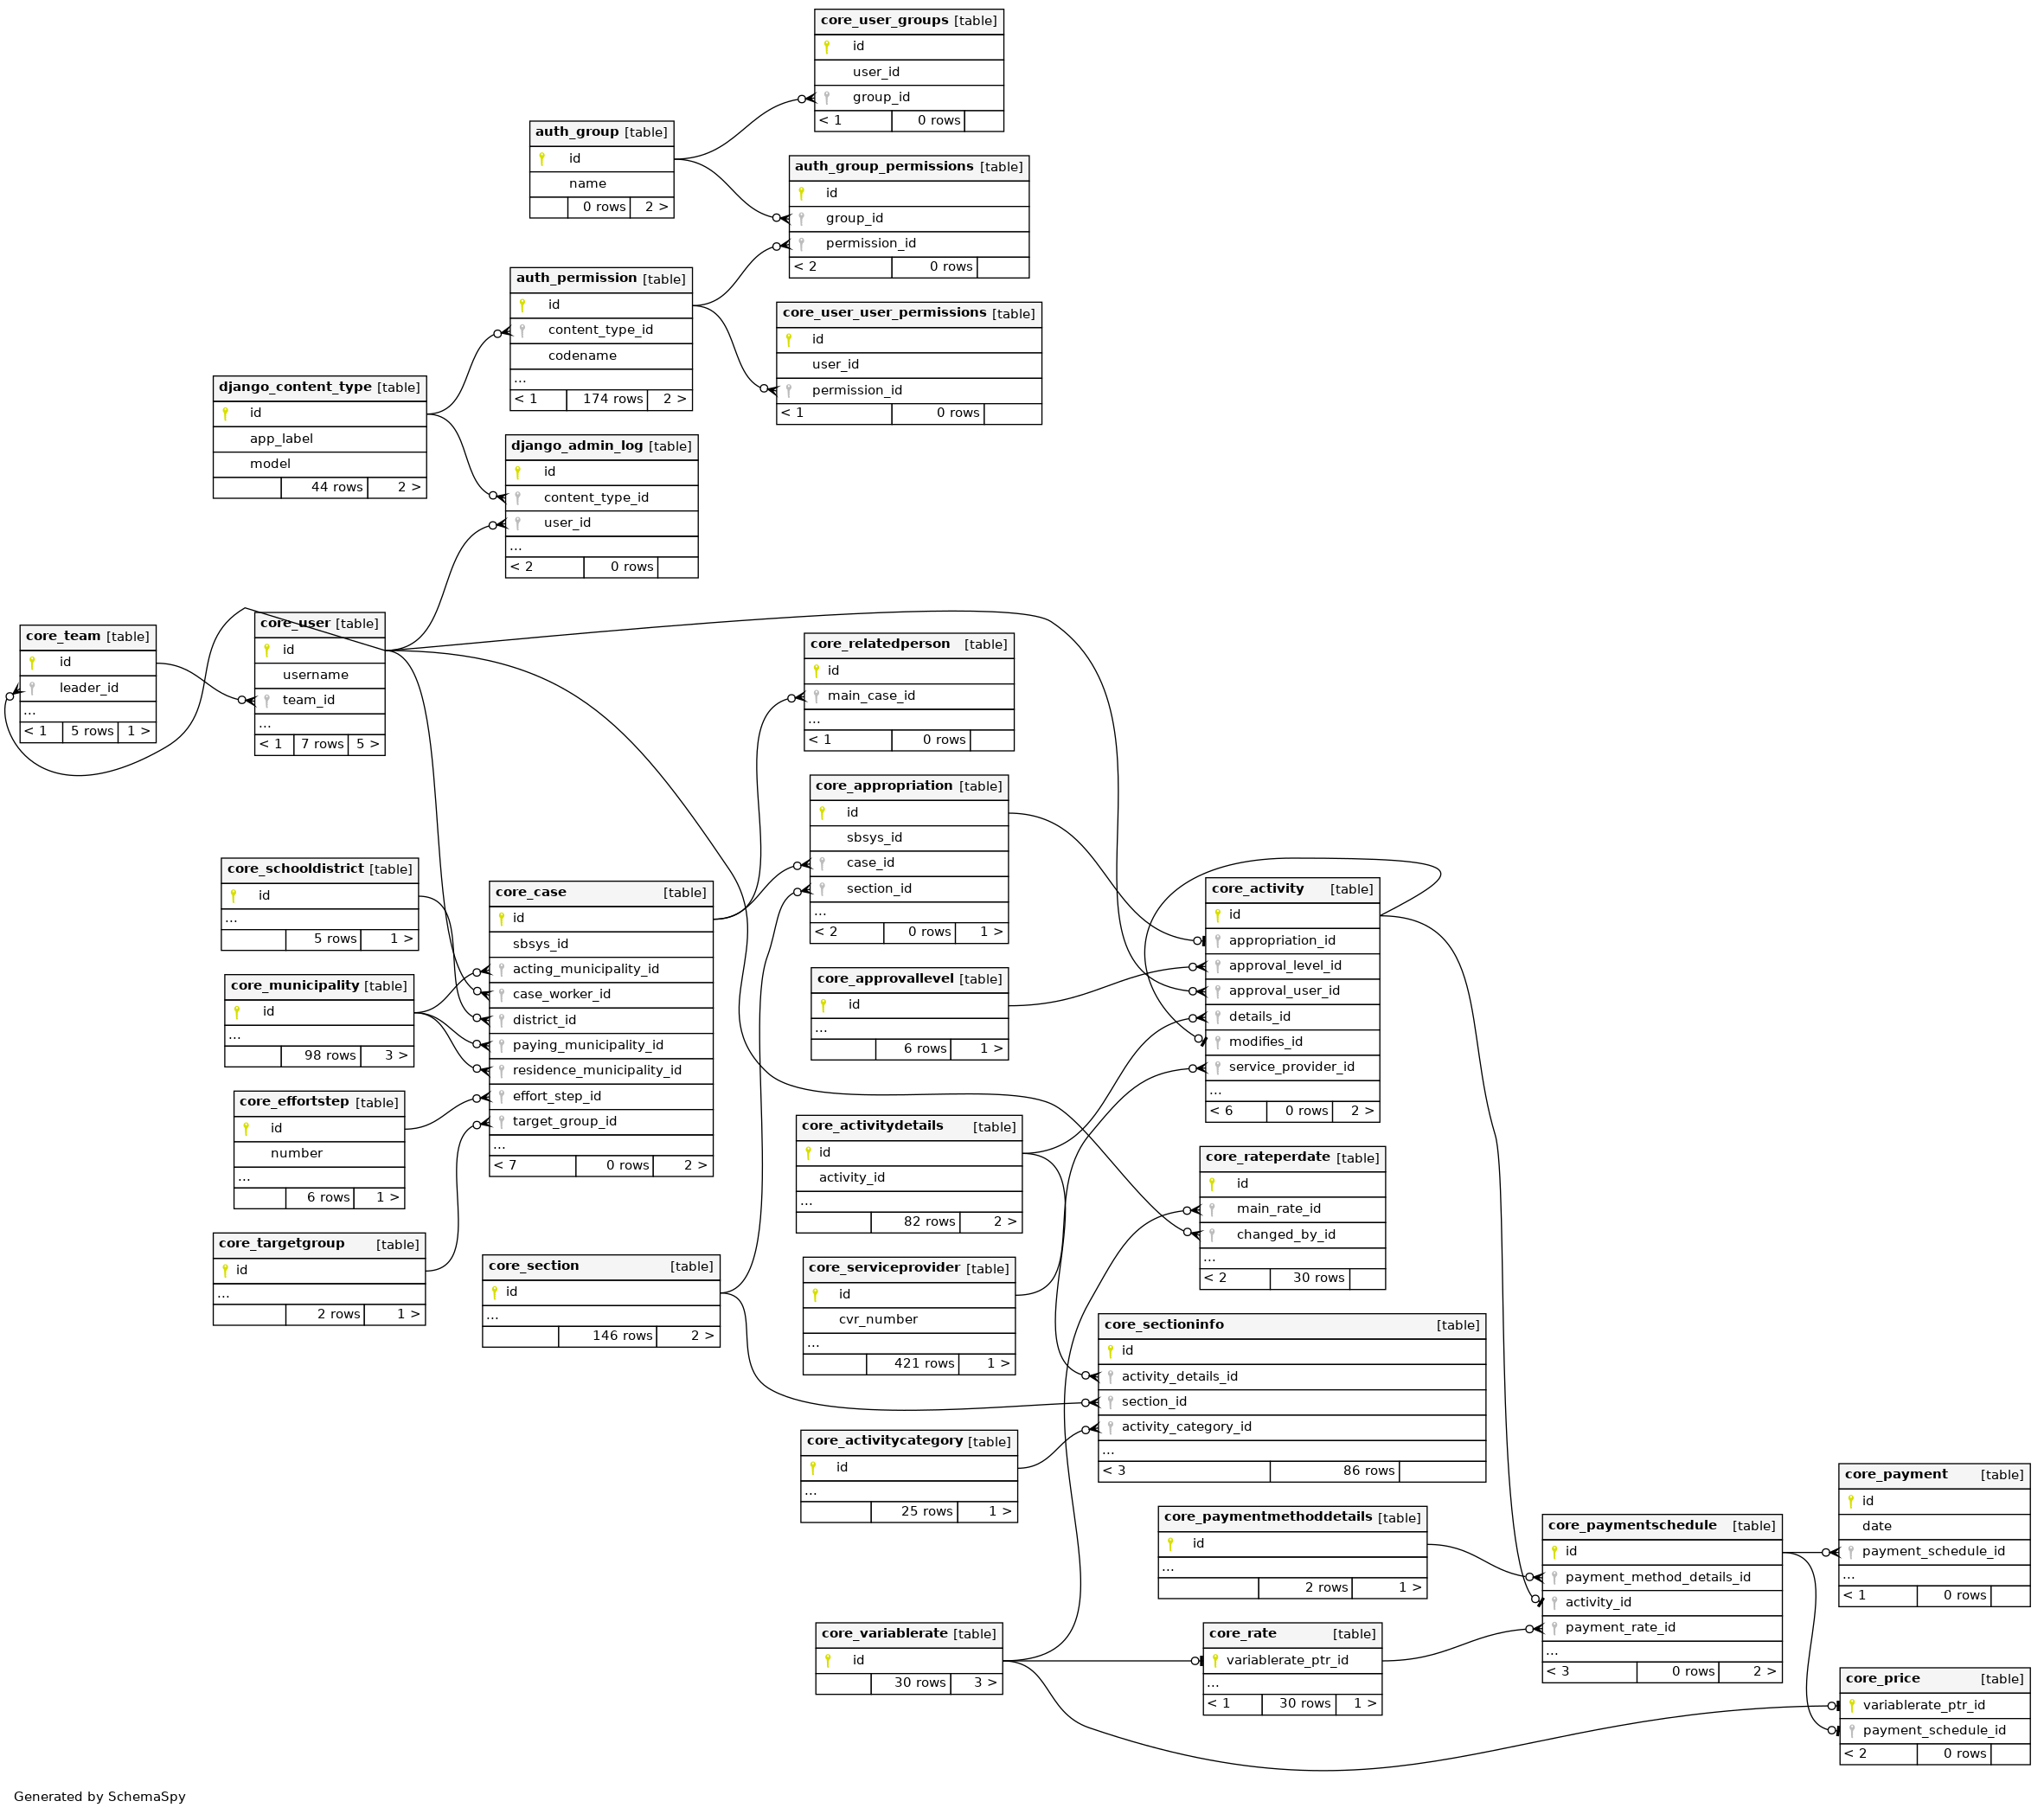 core_user_groups [table]
id
user_id
group_id
< 1 0 rows
auth_group [table]
id
name
0 rows 2 >
auth_group_permissions [table]
id
group_id
permission_id
< 2 0 rows
auth_permission [table]
id
content_type_id
codename
...
< 1 174 rows 2 >
core_user_user_permissions [table]
id
user_id
permission_id
< 1 0 rows
django_content_type [table]
id
app_label
model
44 rows 2 >
django_admin_log [table]
id
content_type_id
user_id
...
< 2 0 rows
core_team [table]
id
leader_id
...
< 1 5 rows 1 >
core_user [table]
id
username
team_id
...
< 1 7 rows 5 >
core_relatedperson [table]
id
main_case_id
...
< 1 0 rows
core_appropriation [table]
id
sbsys_id
case_id
section_id
...
< 2 0 rows 1 >
core_schooldistrict [table]
id
...
5 rows 1 >
core_municipality [table]
id
...
98 rows 3 >
core_effortstep [table]
id
number
...
6 rows 1 >
core_targetgroup [table]
id
...
2 rows 1 >
core_case [table]
id
sbsys_id
acting_municipality_id
case_worker_id
district_id
paying_municipality_id
residence_municipality_id
effort_step_id
target_group_id
...
< 7 0 rows 2 >
core_section [table]
id
...
146 rows 2 >
core_approvallevel [table]
id
...
6 rows 1 >
core_activitydetails [table]
id
activity_id
...
82 rows 2 >
core_serviceprovider [table]
id
cvr_number
...
421 rows 1 >
core_activitycategory [table]
id
...
25 rows 1 >
core_variablerate [table]
id
30 rows 3 >
core_activity [table]
id
appropriation_id
approval_level_id
approval_user_id
details_id
modifies_id
service_provider_id
...
< 6 0 rows 2 >
core_rateperdate [table]
id
main_rate_id
changed_by_id
...
< 2 30 rows
core_sectioninfo [table]
id
activity_details_id
section_id
activity_category_id
...
< 3 86 rows
core_paymentmethoddetails [table]
id
...
2 rows 1 >
core_rate [table]
variablerate_ptr_id
...
< 1 30 rows 1 >
core_paymentschedule [table]
id
payment_method_details_id
activity_id
payment_rate_id
...
< 3 0 rows 2 >
core_payment [table]
id
date
payment_schedule_id
...
< 1 0 rows
core_price [table]
variablerate_ptr_id
payment_schedule_id
< 2 0 rows
Generated by SchemaSpy